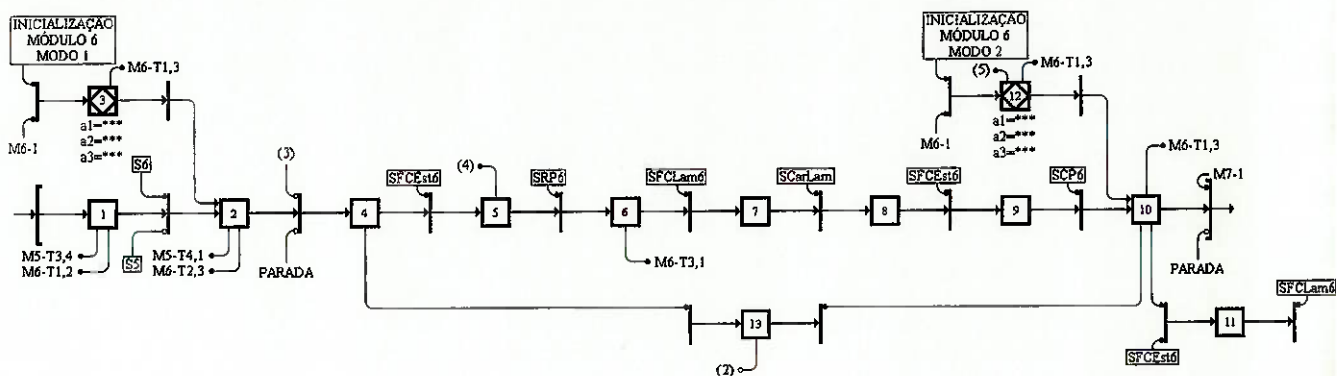 INICIALIZAÇÃO
MÓDULO 6
MODO 1
M6-T1,3
3
a1=***
a2=***
a3=***
M6-1
S6
(3)
1
2
M5-T3,4
M6-T1,2
S5
M5-T4,1
M6-T2,3
PARADA
4
SFCEst6
(4)
5
SRP6
6
M6-T3,1
SFCLam6
7
SCarLam
8
SFCEst6
9
SCP6
INICIALIZAÇÃO
MÓDULO 6
MODO 2
(5)
M6-T1,3
12
a1=***
a2=***
a3=***
M6-1
M6-T1,3
10
M7-1
PARADA
13
(2)
SFCEst6
11
SFCLam6